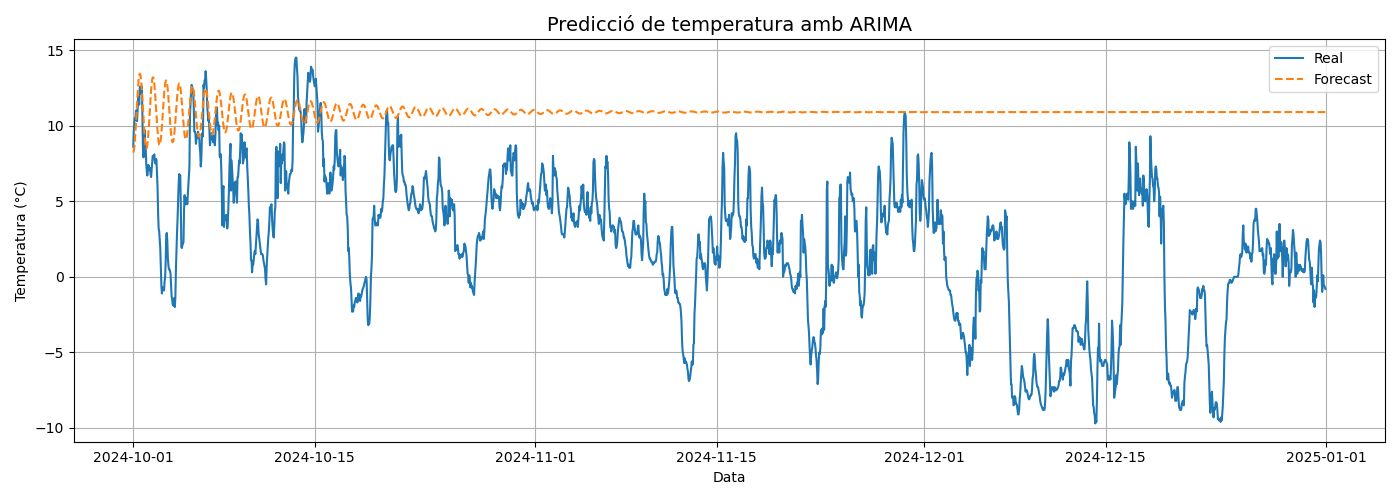 Predicció de temperatura amb ARIMA
Real
Forecast
Temperatura (°C)
15
10
5
0
−5
−10
2024-10-01
2024-10-15
2024-11-01
2024-11-15
2024-12-01
2024-12-15
2025-01-01
Data